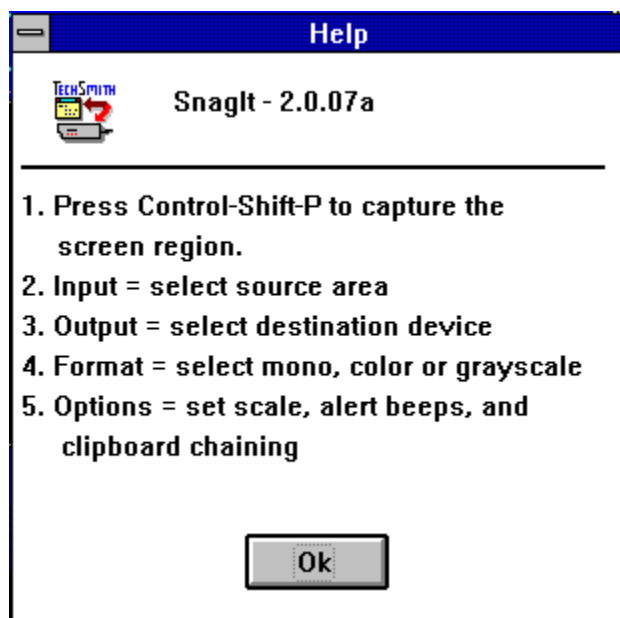 Help
TECHSMITH
SnagIt - 2.0.07a
1. Press Control-Shift-P to capture the
screen region.
2. Input = select source area
3. Output = select destination device
4. Format = select mono, color or grayscale
5. Options = set scale, alert beeps, and
clipboard chaining
Ok